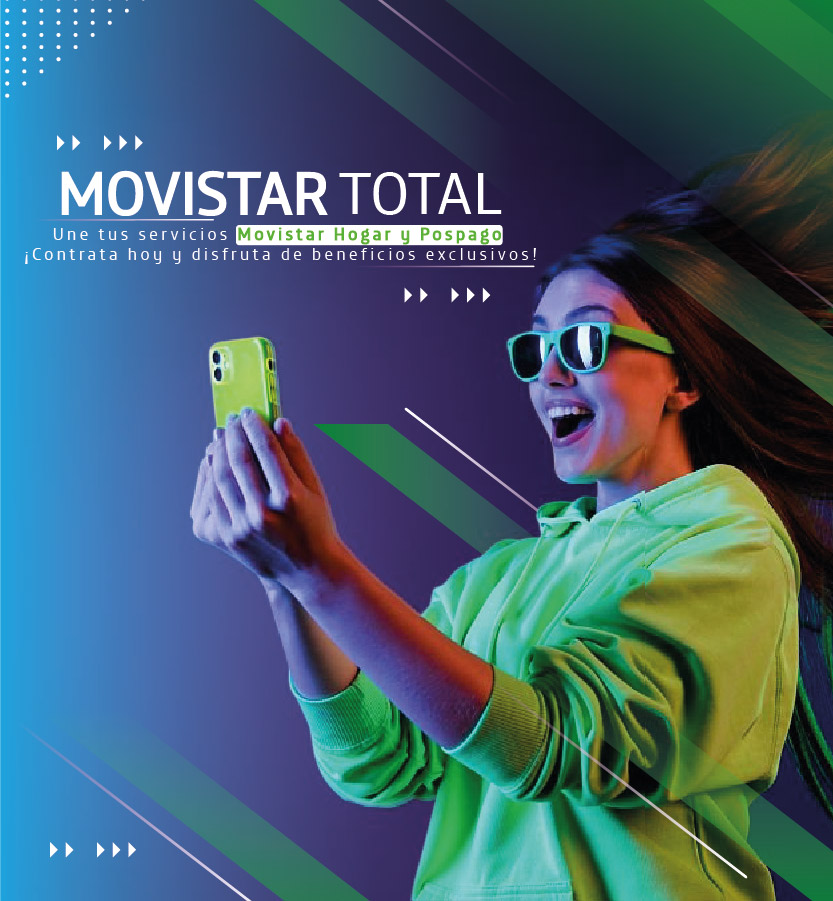 MOVISTAR TOTAL
Une tus servicios Movistar Hogar y Pospago
¡Contrata hoy y disfruta de beneficios exclusivos!